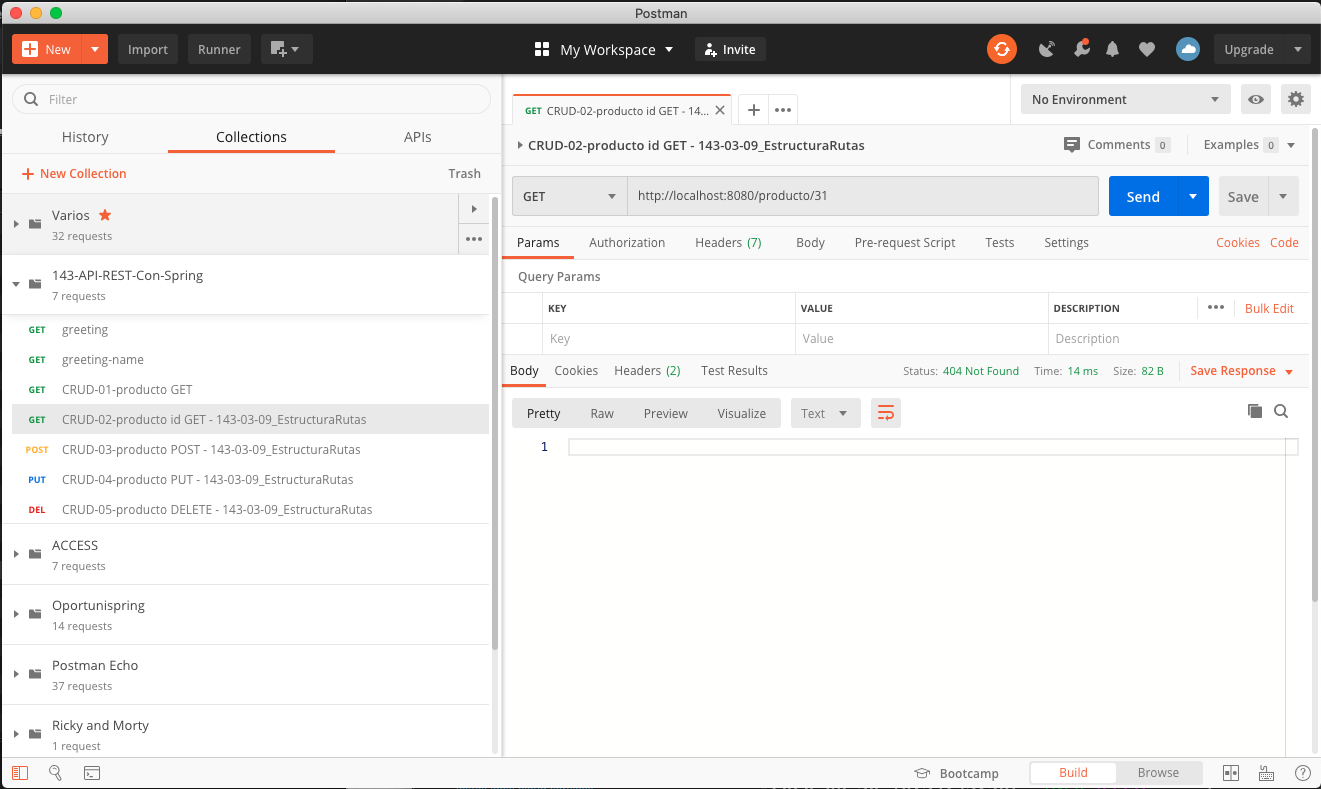 Postman
New
Import
Runner
My Workspace
Invite
Upgrade
Filter
History
Collections
APIs
New Collection
Trash
Varios
32 requests
143-API-REST-Con-Spring
7 requests
GET greeting
GET greeting-name
GET CRUD-01-producto GET
GET CRUD-02-producto id GET - 143-03-09_EstructuraRutas
POST CRUD-03-producto POST - 143-03-09_EstructuraRutas
PUT CRUD-04-producto PUT - 143-03-09_EstructuraRutas
DEL CRUD-05-producto DELETE - 143-03-09_EstructuraRutas
ACCESS
7 requests
Oportunispring
14 requests
Postman Echo
37 requests
Ricky and Morty
1 request
GET CRUD-02-producto id GET - 14...
No Environment
CRUD-02-producto id GET - 143-03-09_EstructuraRutas
Comments 0
Examples 0
GET
http://localhost:8080/producto/31
Send
Save
Params Authorization Headers (7) Body Pre-request Script Tests Settings Cookies Code
Query Params
KEY VALUE DESCRIPTION Bulk Edit
Key Value Description
Body Cookies Headers (2) Test Results Status: 404 Not Found Time: 14 ms Size: 82 B Save Response
Pretty Raw Preview Visualize Text
1
Bootcamp
Build
Browse